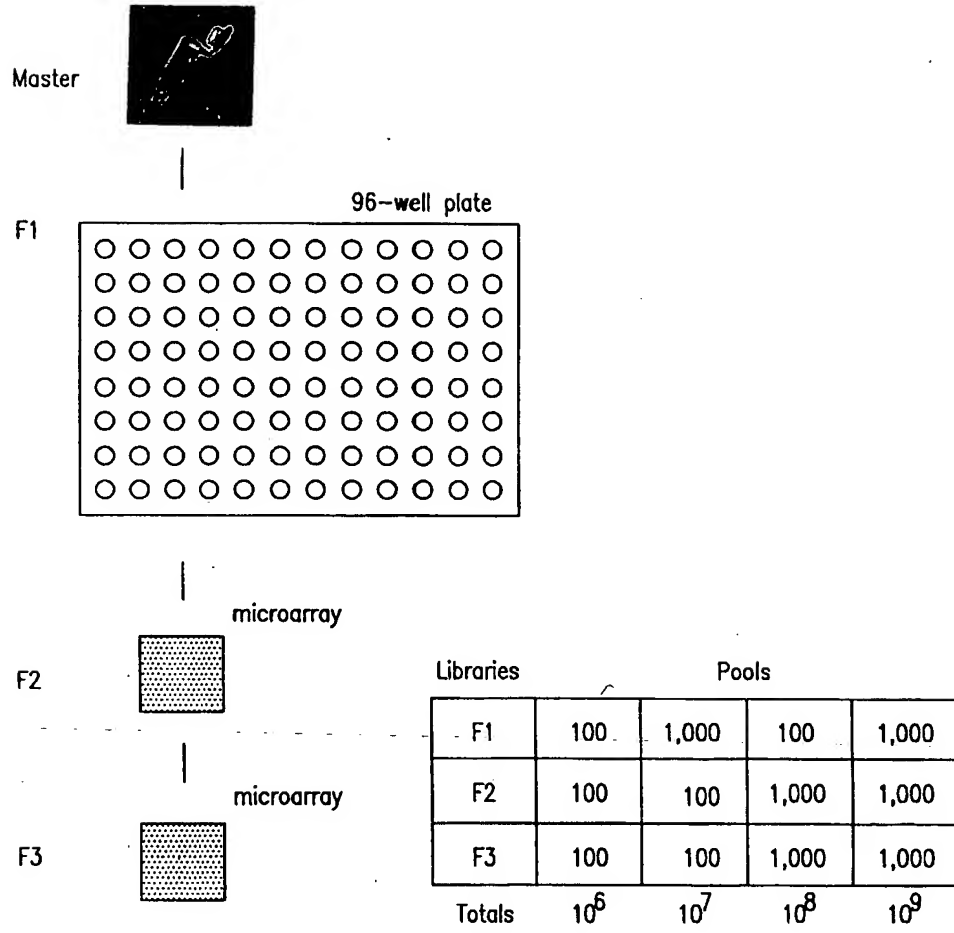 Master
96-well plate
F1
microarray
F2
microarray
F3
Libraries Pools
F1 100 1,000 100 1,000
F2 100 100 1,000 1,000
F3 100 100 1,000 1,000
Totals 10^6 10^7 10^8 10^9